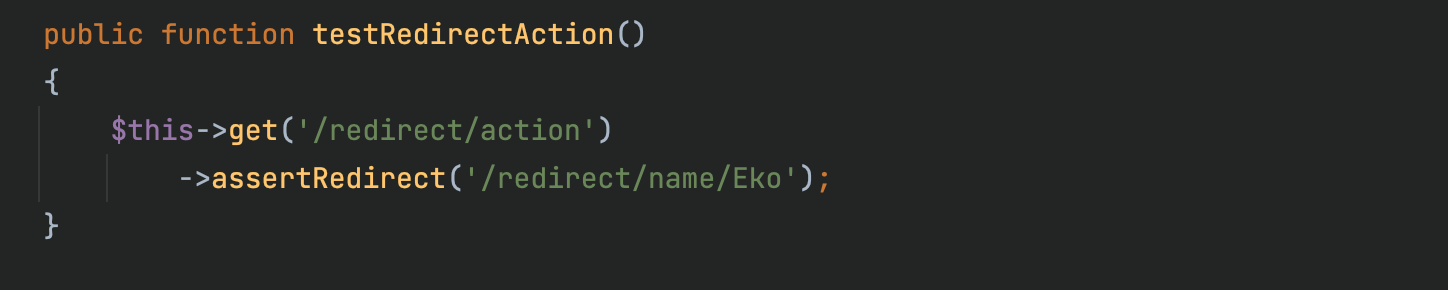 public function testRedirectAction()
{
    $this->get('/redirect/action')
        ->assertRedirect('/redirect/name/Eko');
}